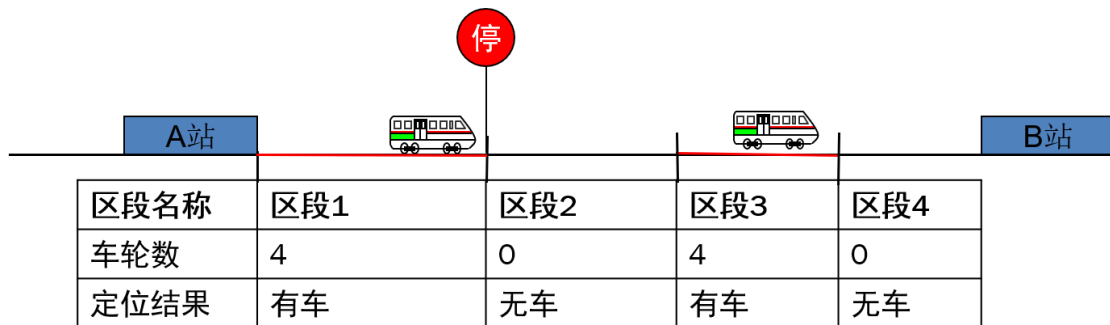 停
A站 B站
区段名称 区段1 区段2 区段3 区段4
车轮数 4 0 4 0
定位结果 有车 无车 有车 无车